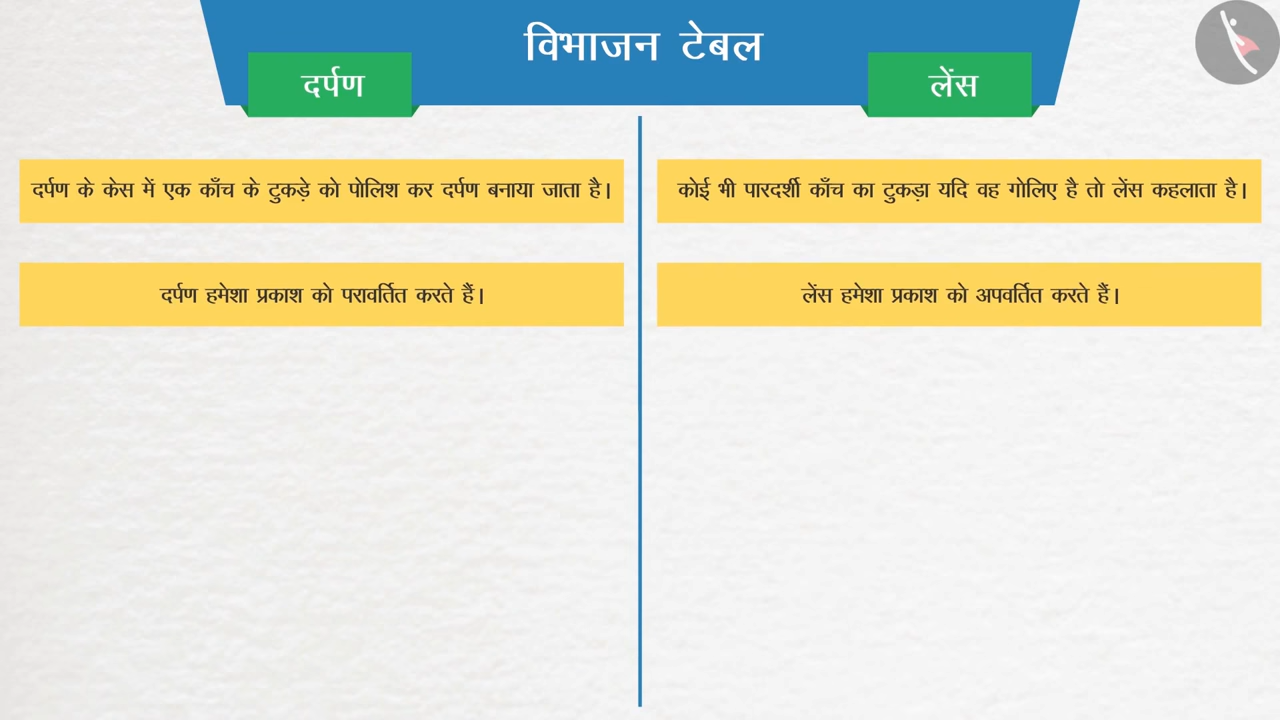 विभाजन टेबल
दर्पण
लेंस
दर्पण के केस में एक काँच के टुकड़े को पोलिश कर दर्पण बनाया जाता है।
कोई भी पारदर्शी काँच का टुकड़ा यदि वह गोलिए है तो लेंस कहलाता है।
दर्पण हमेशा प्रकाश को परावर्तित करते हैं।
लेंस हमेशा प्रकाश को अपवर्तित करते हैं।